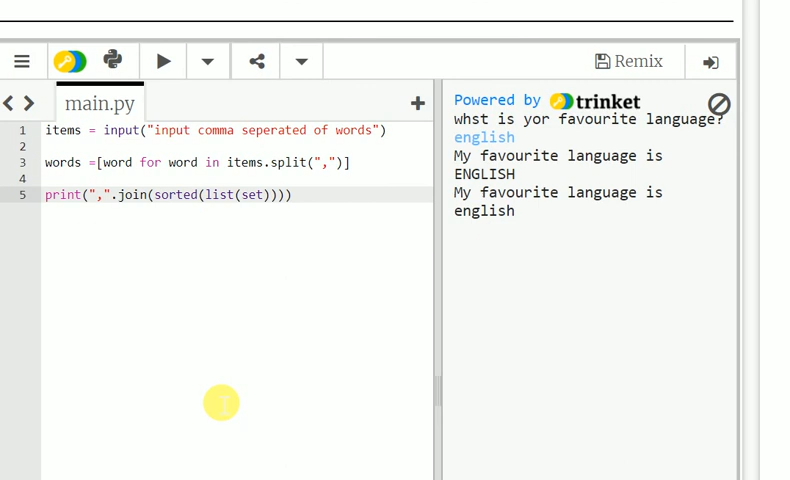 Remix
main.py
1 items = input("input comma seperated of words")
2
3 words =[word for word in items.split(",")]
4
5 print(",".join(sorted(list(set))))
Powered by trinket
whst is yor favourite language?
english
My favourite language is
ENGLISH
My favourite language is
english